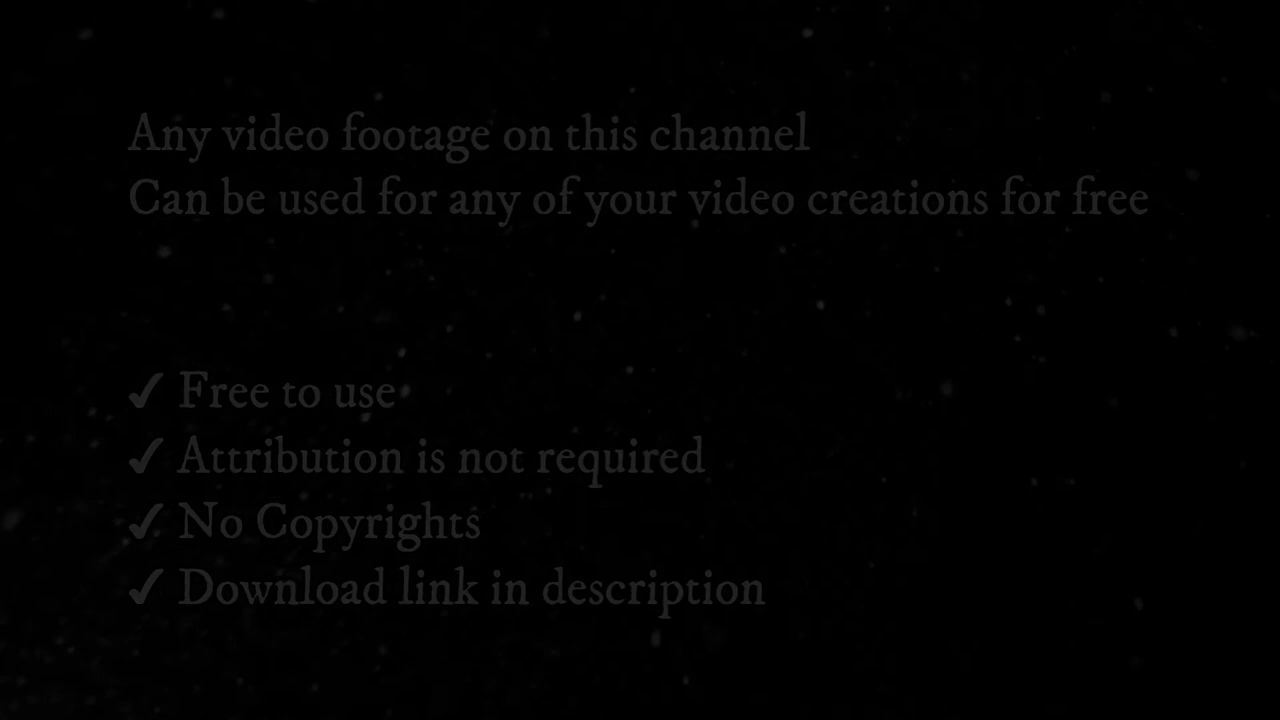 Any video footage on this channel
Can be used for any of your video creations for free
✔ Free to use
✔ Attribution is not required
✔ No Copyrights
✔ Download link in description